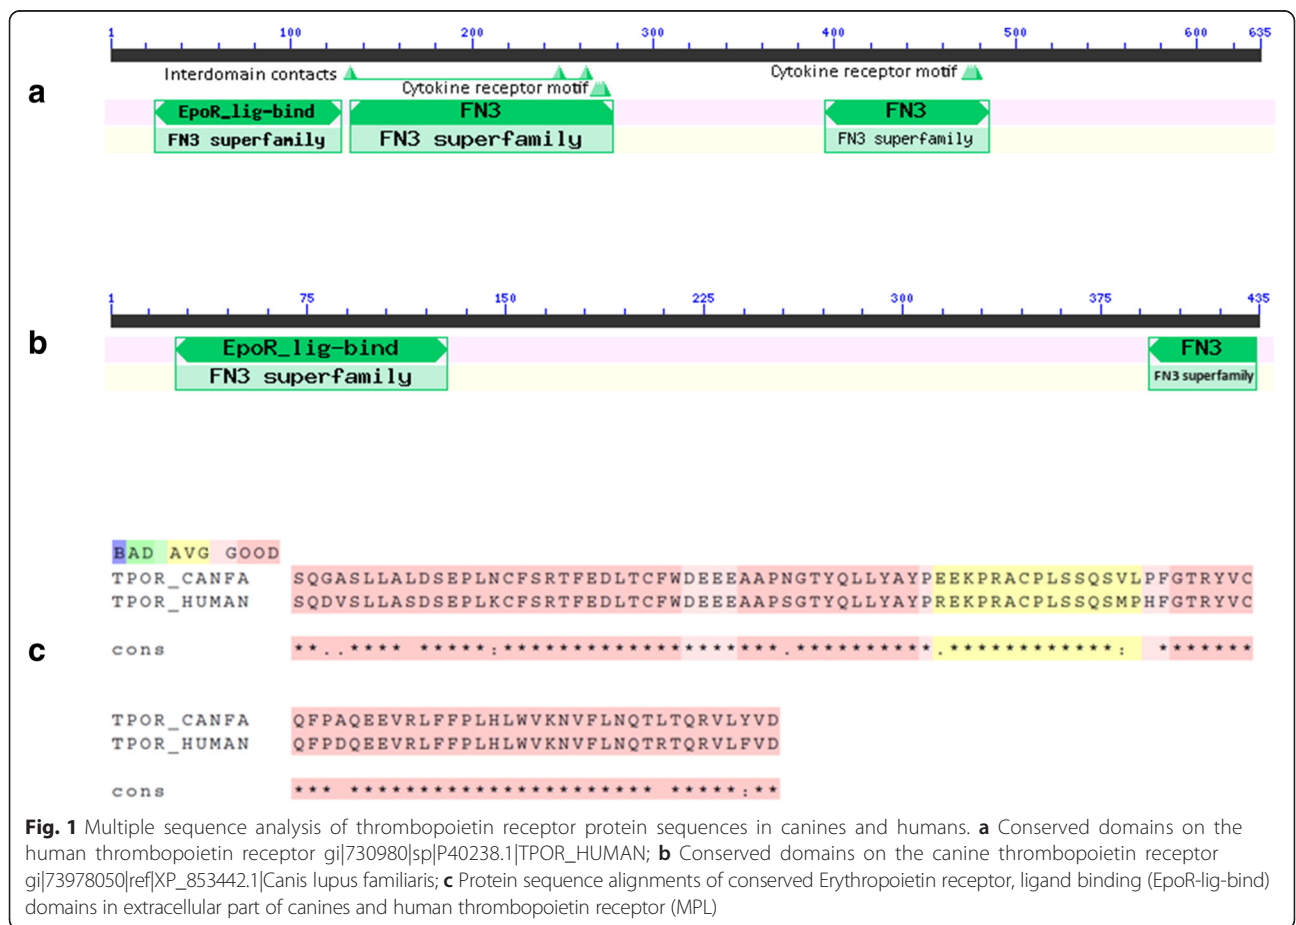 1 100 200 300 400 500 600 635
Interdomain contacts
Cytokine receptor motif
Cytokine receptor motif
a
EpoR_lig-bind FN3 FN3
FN3 superfamily FN3 superfamily FN3 superfamily
1 75 150 225 300 375 435
b
EpoR_lig-bind FN3
FN3 superfamily FN3 superfamily
BAD AVG GOOD
TPOR_CANFA SQGASLLALDSEPLNCFSRTFEDLTCFWDEEEAAPNGTYQLLYAYPEEKPRACPLSSQSVLPFGTRYVC
TPOR_HUMAN SQDVSLLASDSEPLKCFSRTFEDLTCFWDEEEAAPSGTYQLLYAYPREKPRACPLSSQSMPHFGTRYVC
c
cons **..**** *****:********************.**********.************: *******
TPOR_CANFA QFPAQEEVRLFFPLHLWVKNVFLNQTLTQRVLYVD
TPOR_HUMAN QFPDQEEVRLFFPLHLWVKNVFLNQTRTQRVLFVD
cons *** ********************** *****:**
Fig. 1 Multiple sequence analysis of thrombopoietin receptor protein sequences in canines and humans. a Conserved domains on the
human thrombopoietin receptor gi|730980|sp|P40238.1|TPOR_HUMAN; b Conserved domains on the canine thrombopoietin receptor
gi|73978050|ref|XP_853442.1|Canis lupus familiaris; c Protein sequence alignments of conserved Erythropoietin receptor, ligand binding (EpoR-lig-bind)
domains in extracellular part of canines and human thrombopoietin receptor (MPL)